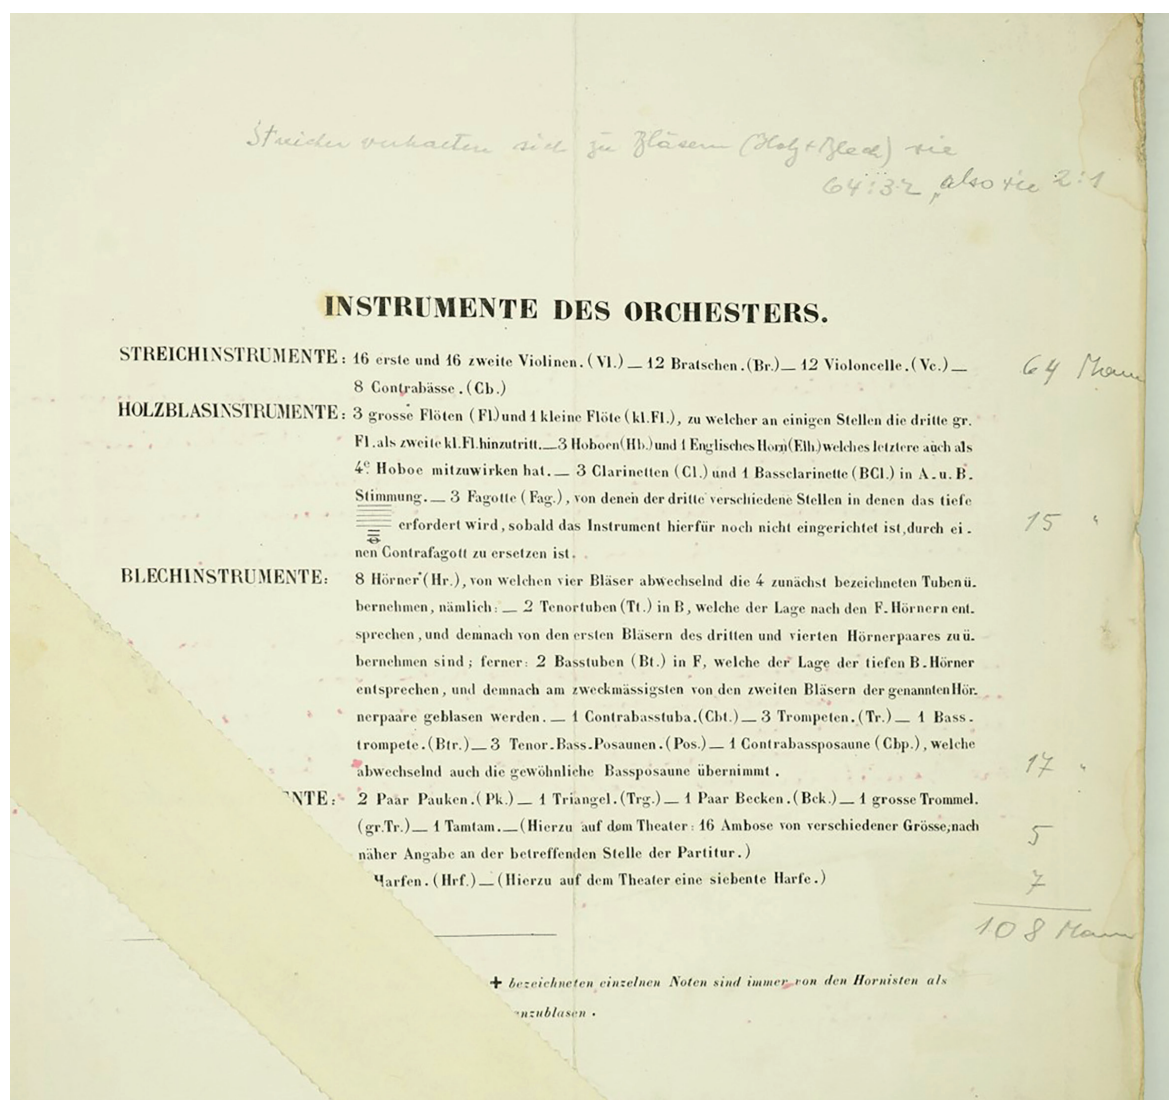 Streicher verhalten sich zu Bläsern (Holz + Blech) wie
64:32, also wie 2:1
INSTRUMENTE DES ORCHESTERS.
STREICHINSTRUMENTE: 16 erste und 16 zweite Violinen. (Vl.) — 12 Bratschen. (Br.) — 12 Violoncelle. (Vc.) — 64 Mann
8 Contrabässe. (Cb.)
HOLZBLASINSTRUMENTE: 3 grosse Flöten (Fl.) und 1 kleine Flöte (kl. Fl.), zu welcher an einigen Stellen die dritte gr.
Fl. als zweite kl. Fl. hinzutritt. — 3 Hoboen (Hb.) und 1 Englisches Horn (Elh.) welches letztere auch als
4e Hoboe mitzuwirken hat. — 3 Clarinetten (Cl.) und 1 Bassclarinette (BCl.) in A. u. B.
Stimmung. — 3 Fagotte (Fag.), von denen der dritte verschiedene Stellen in denen das tiefe
erfordert wird, sobald das Instrument hierfür noch nicht eingerichtet ist, durch ei- 15 "
nen Contrafagott zu ersetzen ist.
BLECHINSTRUMENTE: 8 Hörner (Hr.), von welchen vier Bläser abwechselnd die 4 zunächst bezeichneten Tuben ü-
bernehmen, nämlich: — 2 Tenortuben (Tt.) in B, welche der Lage nach den F-Hörnern ent-
sprechen, und demnach von den ersten Bläsern des dritten und vierten Hörnerpaares zu ü-
bernehmen sind; ferner: 2 Basstuben (Bt.) in F, welche der Lage der tiefen B-Hörner
entsprechen, und demnach am zweckmässigsten von den zweiten Bläsern der genannten Hör-
nerpaare geblasen werden. — 1 Contrabasstuba. (Cbt.) — 3 Trompeten. (Tr.) — 1 Bass-
trompete. (Btr.) — 3 Tenor-Bass-Posaunen. (Pos.) — 1 Contrabassposaune (Cbp.), welche
abwechselnd auch die gewöhnliche Bassposaune übernimmt. 17 "
NTE: 2 Paar Pauken. (Pk.) — 1 Triangel. (Trg.) — 1 Paar Becken. (Bck.) — 1 grosse Trommel.
(gr. Tr.) — 1 Tamtam. — (Hierzu auf dem Theater: 16 Ambose von verschiedener Grösse, nach 5
näher Angabe an der betreffenden Stelle der Partitur.)
Harfen. (Hrf.) — (Hierzu auf dem Theater eine siebente Harfe.) 7
108 Mann
+ bezeichneten einzelnen Noten sind immer von den Hornisten als
nzublasen.